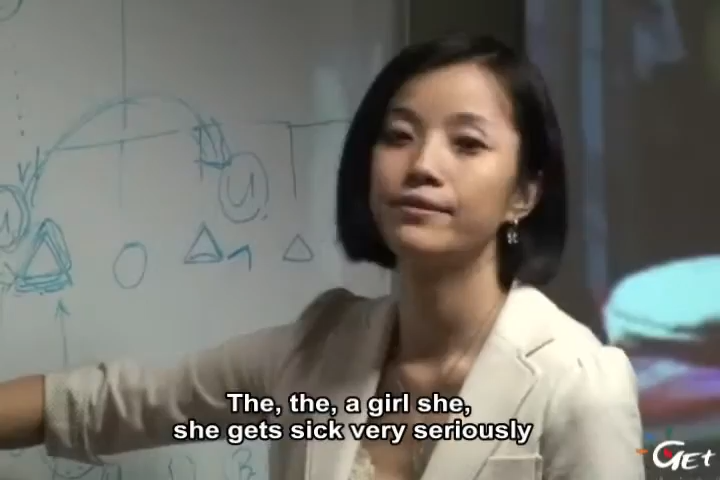 U
The, the, a girl she,
she gets sick very seriously
GET